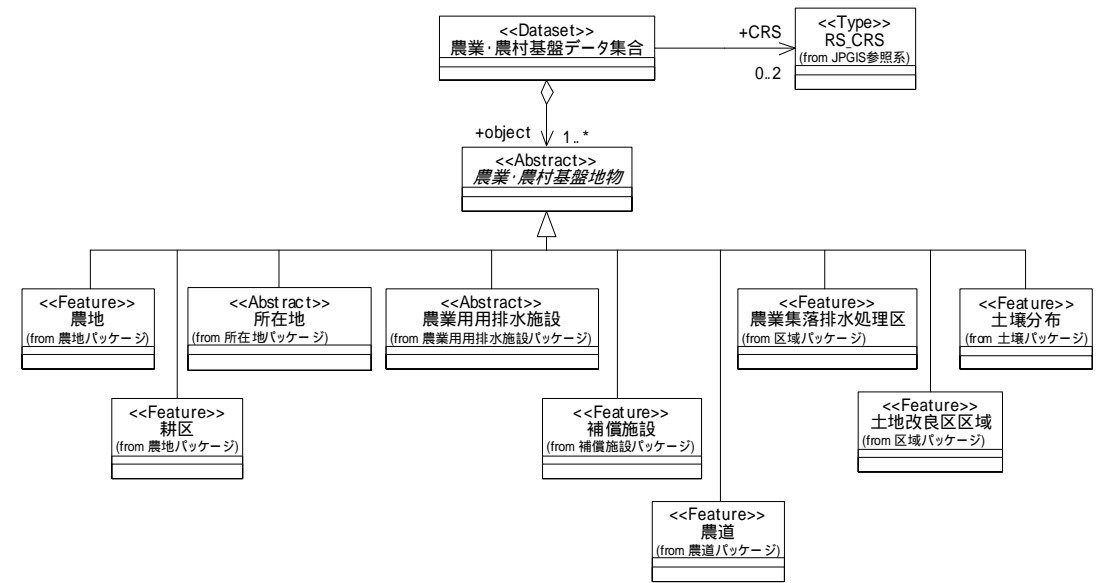 <<Dataset>>
農業・農村基盤データ集合
+CRS
0..2
<<Type>>
RS_CRS
(from JPGIS参照系)
+object
1..*
<<Abstract>>
農業・農村基盤地物
<<Feature>>
農地
(from 農地パッケージ)
<<Abstract>>
所在地
(from 所在地パッケージ)
<<Abstract>>
農業用用排水施設
(from 農業用用排水施設パッケージ)
<<Feature>>
農業集落排水処理区
(from 区域パッケージ)
<<Feature>>
土壌分布
(from 土壌パッケージ)
<<Feature>>
耕区
(from 農地パッケージ)
<<Feature>>
補償施設
(from 補償施設パッケージ)
<<Feature>>
土地改良区区域
(from 区域パッケージ)
<<Feature>>
農道
(from 農道パッケージ)